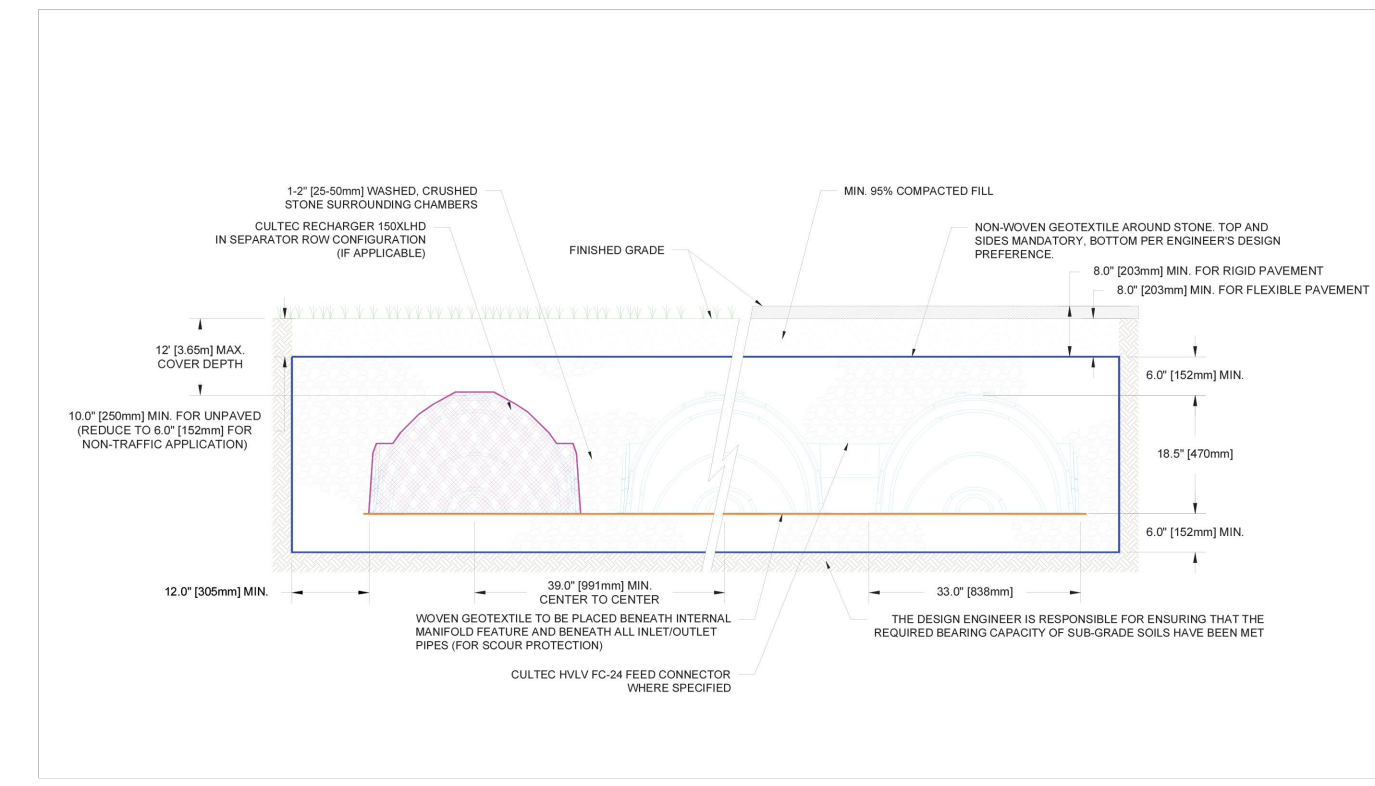 1-2" [25-50mm] WASHED, CRUSHED
STONE SURROUNDING CHAMBERS
CULTEC RECHARGER 150XLHD
IN SEPARATOR ROW CONFIGURATION
(IF APPLICABLE)
FINISHED GRADE
MIN. 95% COMPACTED FILL
NON-WOVEN GEOTEXTILE AROUND STONE. TOP AND
SIDES MANDATORY, BOTTOM PER ENGINEER'S DESIGN
PREFERENCE.
8.0" [203mm] MIN. FOR RIGID PAVEMENT
8.0" [203mm] MIN. FOR FLEXIBLE PAVEMENT
12' [3.65m] MAX.
COVER DEPTH
10.0" [250mm] MIN. FOR UNPAVED
(REDUCE TO 6.0" [152mm] FOR
NON-TRAFFIC APPLICATION)
6.0" [152mm] MIN.
18.5" [470mm]
6.0" [152mm] MIN.
12.0" [305mm] MIN.
39.0" [991mm] MIN.
CENTER TO CENTER
33.0" [838mm]
WOVEN GEOTEXTILE TO BE PLACED BENEATH INTERNAL
MANIFOLD FEATURE AND BENEATH ALL INLET/OUTLET
PIPES (FOR SCOUR PROTECTION)
THE DESIGN ENGINEER IS RESPONSIBLE FOR ENSURING THAT THE
REQUIRED BEARING CAPACITY OF SUB-GRADE SOILS HAVE BEEN MET
CULTEC HVLV FC-24 FEED CONNECTOR
WHERE SPECIFIED